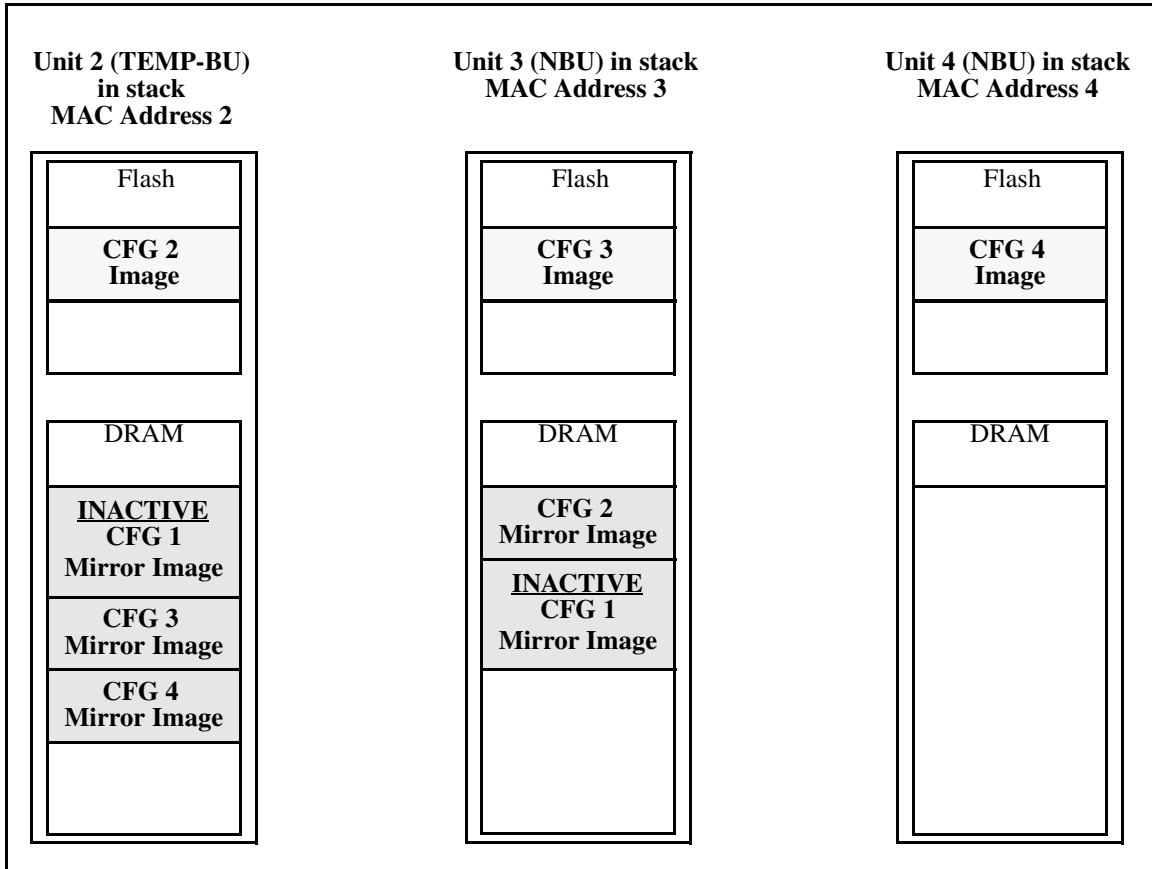 Unit 2 (TEMP-BU)
in stack
MAC Address 2
Flash
CFG 2
Image
DRAM
INACTIVE
CFG 1
Mirror Image
CFG 3
Mirror Image
CFG 4
Mirror Image
Unit 3 (NBU) in stack
MAC Address 3
Flash
CFG 3
Image
DRAM
CFG 2
Mirror Image
INACTIVE
CFG 1
Mirror Image
Unit 4 (NBU) in stack
MAC Address 4
Flash
CFG 4
Image
DRAM